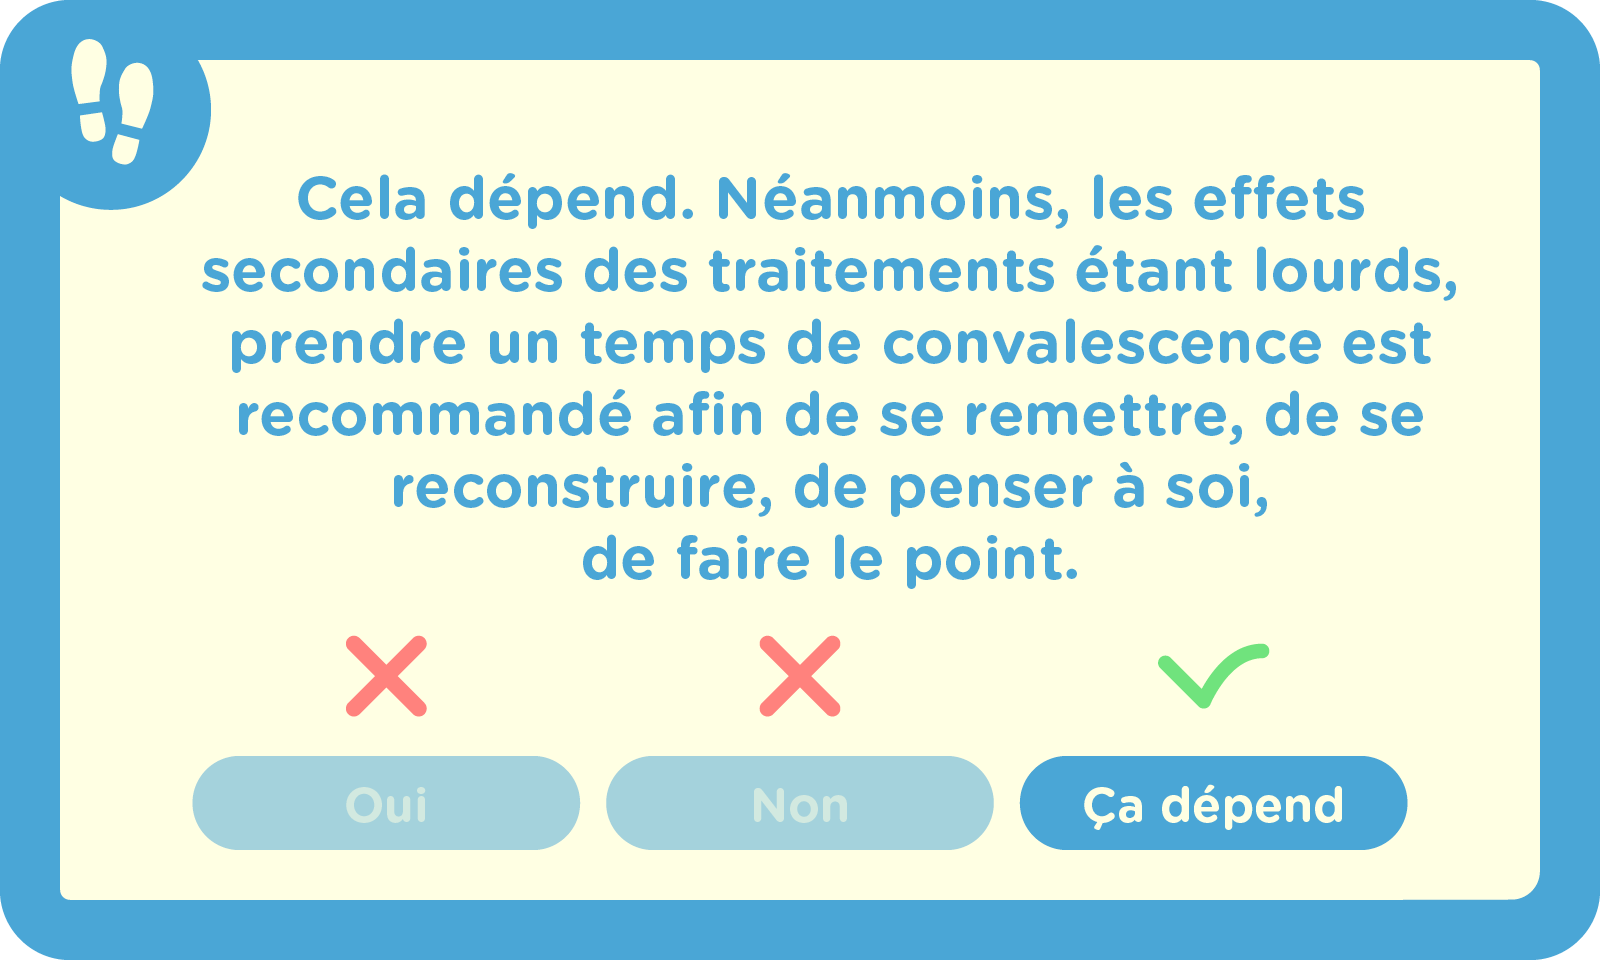 Cela dépend. Néanmoins, les effets
secondaires des traitements étant lourds,
prendre un temps de convalescence est
recommandé afin de se remettre, de se
reconstruire, de penser à soi,
de faire le point.
Oui
Non
Ça dépend